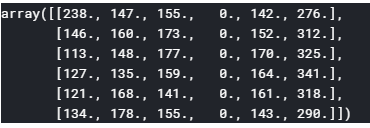 array([[238., 147., 155.,   0., 142., 276.],
       [146., 160., 173.,   0., 152., 312.],
       [113., 148., 177.,   0., 170., 325.],
       [127., 135., 159.,   0., 164., 341.],
       [121., 168., 141.,   0., 161., 318.],
       [134., 178., 155.,   0., 143., 290.]])